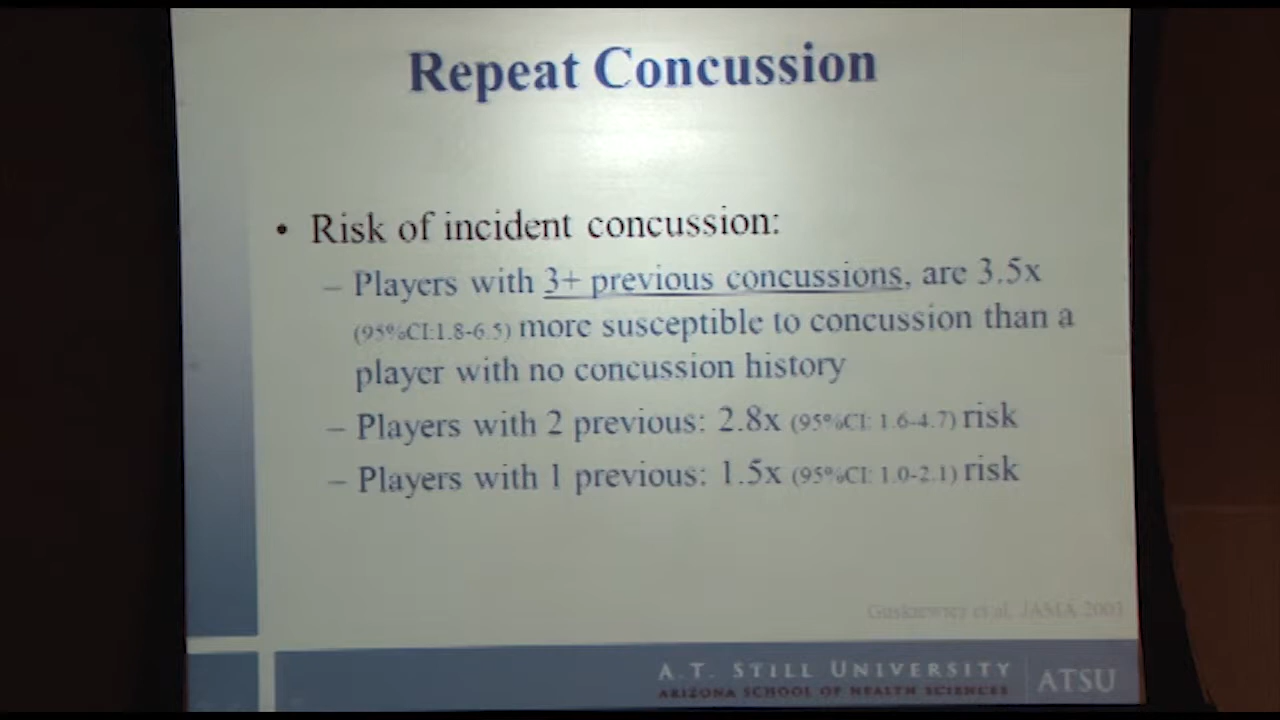 Repeat Concussion
• Risk of incident concussion:
– Players with 3+ previous concussions, are 3.5x
(95%CI:1.8-6.5) more susceptible to concussion than a
player with no concussion history
– Players with 2 previous: 2.8x (95%CI: 1.6-4.7) risk
– Players with 1 previous: 1.5x (95%CI: 1.0-2.1) risk
et al, JAMA 2003
A.T. STILL UNIVERSITY
ARIZONA SCHOOL OF HEALTH SCIENCES
ATSU